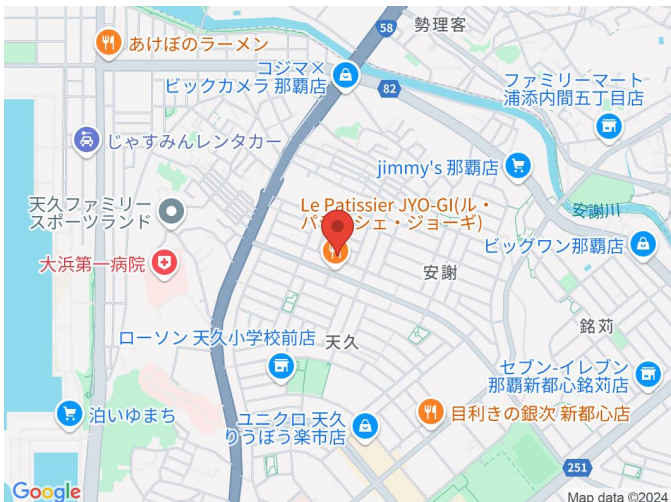 勢理客
58
あけぼのラーメン
コジマ×
ビックカメラ 那覇店
82
ファミリーマート
浦添内間五丁目店
じゃすみんレンタカー
jimmy's 那覇店
天久ファミリー
スポーツランド
Le Patissier JYO-GI(ル・
パ シェ・ジョーギ)
安謝川
大浜第一病院
安謝
ビッグワン那覇店
銘苅
ローソン 天久小学校前店
天久
セブン-イレブン
那覇新都心銘苅店
泊いゆまち
ユニクロ 天久
りうぼう楽市店
目利きの銀次 新都心店
251
Google
Map data ©2024